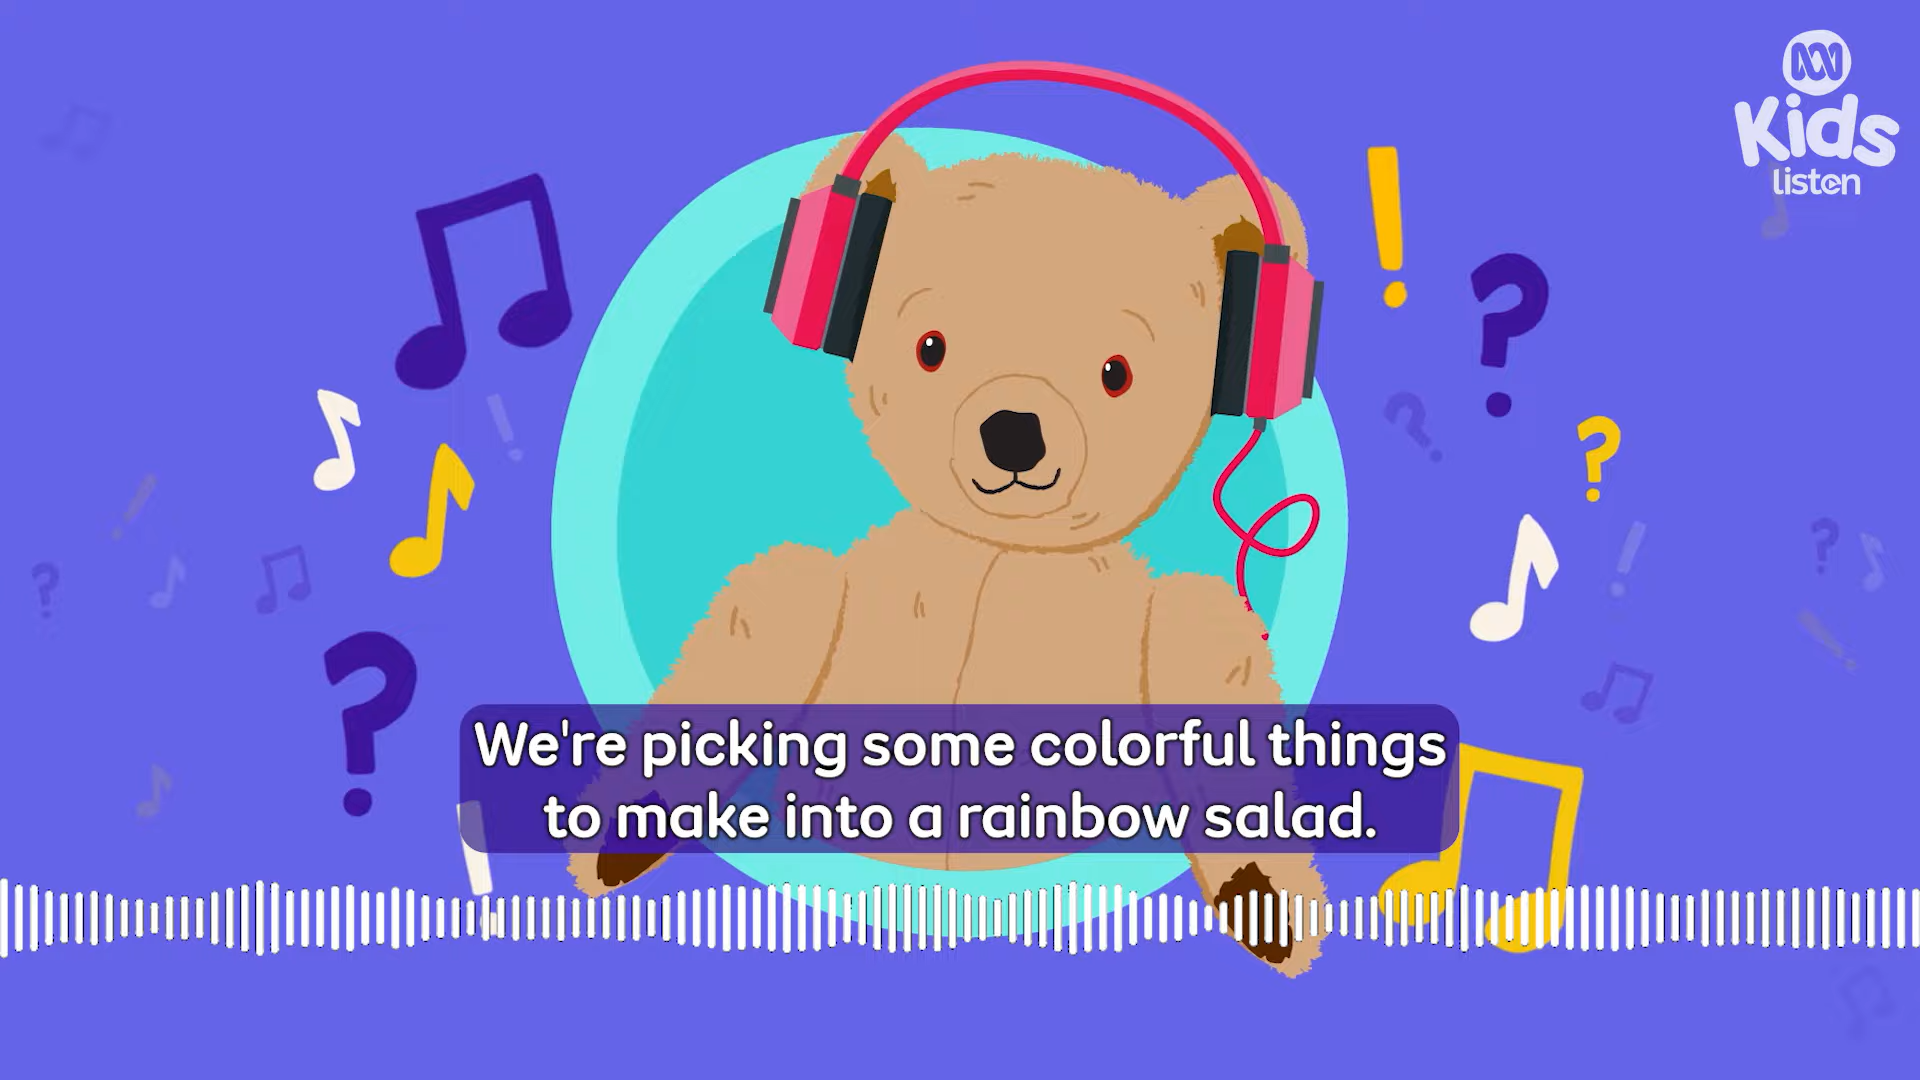 Kids
listen
We're picking some colorful things
to make into a rainbow salad.